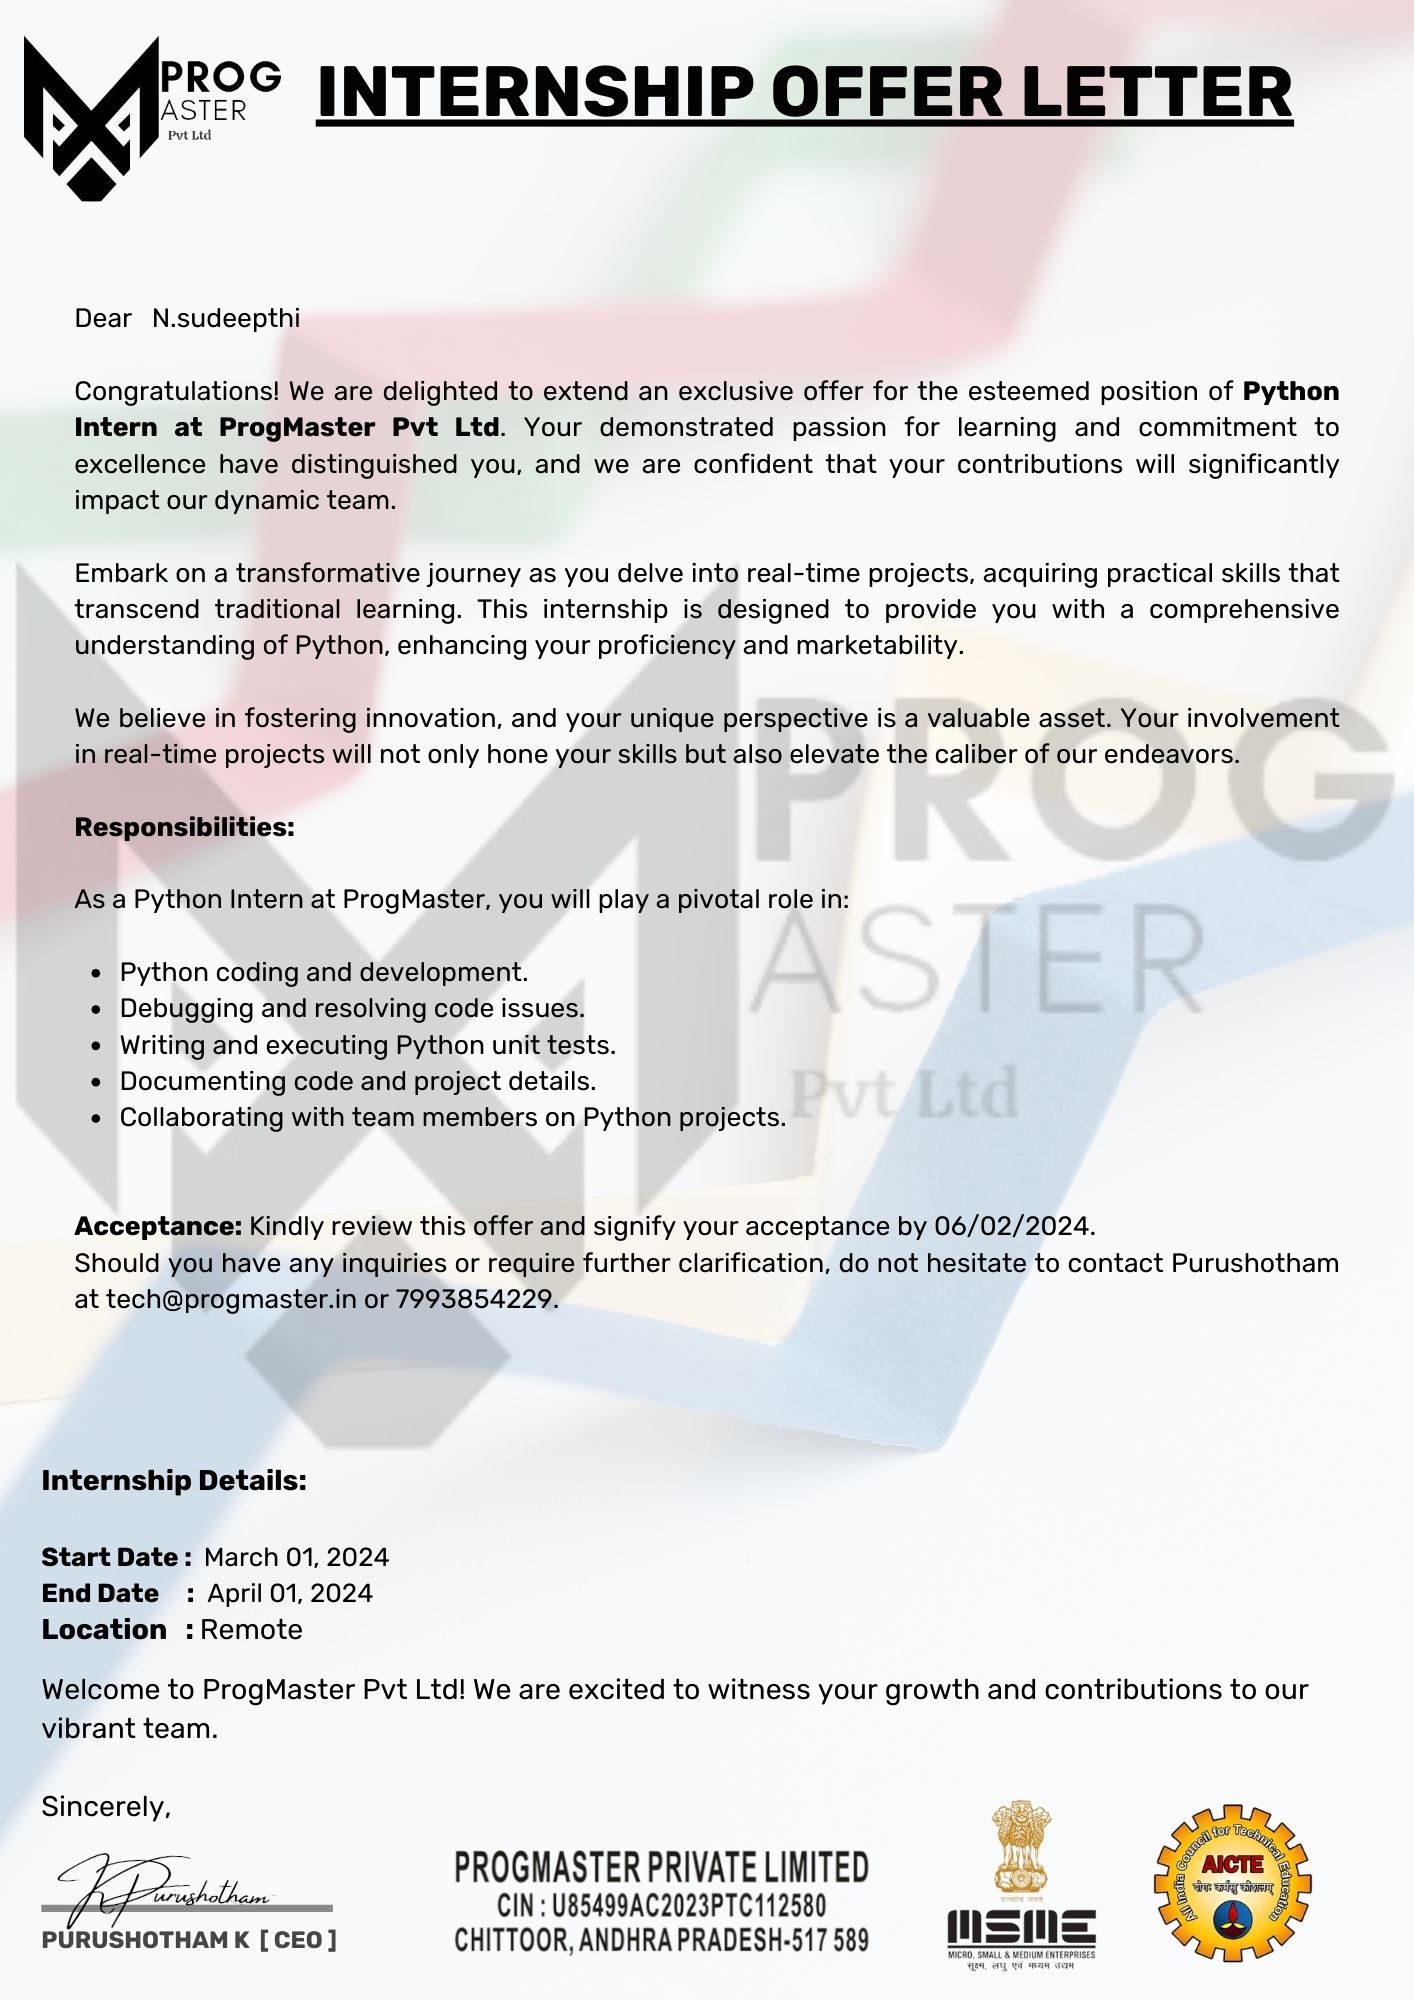 PROG
ASTER
Pvt Ltd
INTERNSHIP OFFER LETTER
Dear N.sudeepthi
Congratulations! We are delighted to extend an exclusive offer for the esteemed position of Python
Intern at ProgMaster Pvt Ltd. Your demonstrated passion for learning and commitment to
excellence have distinguished you, and we are confident that your contributions will significantly
impact our dynamic team.
Embark on a transformative journey as you delve into real-time projects, acquiring practical skills that
transcend traditional learning. This internship is designed to provide you with a comprehensive
understanding of Python, enhancing your proficiency and marketability.
We believe in fostering innovation, and your unique perspective is a valuable asset. Your involvement
in real-time projects will not only hone your skills but also elevate the caliber of our endeavors.
PROG
ASTER
Pvt Ltd
Responsibilities:
As a Python Intern at ProgMaster, you will play a pivotal role in:
• Python coding and development.
• Debugging and resolving code issues.
• Writing and executing Python unit tests.
• Documenting code and project details.
• Collaborating with team members on Python projects.
Acceptance: Kindly review this offer and signify your acceptance by 06/02/2024.
Should you have any inquiries or require further clarification, do not hesitate to contact Purushotham
at tech@progmaster.in or 7993854229.
Internship Details:
Start Date : March 01, 2024
End Date : April 01, 2024
Location : Remote
Welcome to ProgMaster Pvt Ltd! We are excited to witness your growth and contributions to our
vibrant team.
Sincerely,
K Purushotham
PURUSHOTHAM K [ CEO ]
PROGMASTER PRIVATE LIMITED
CIN : U85499AC2023PTC112580
CHITTOOR, ANDHRA PRADESH-517 589
सत्यमेव जयते
MSME
MICRO, SMALL & MEDIUM ENTERPRISES
सूक्ष्म, लघु एवं मध्यम उद्यम
All India Council for Technical Education
AICTE
योगः कर्मसु कौशलम्